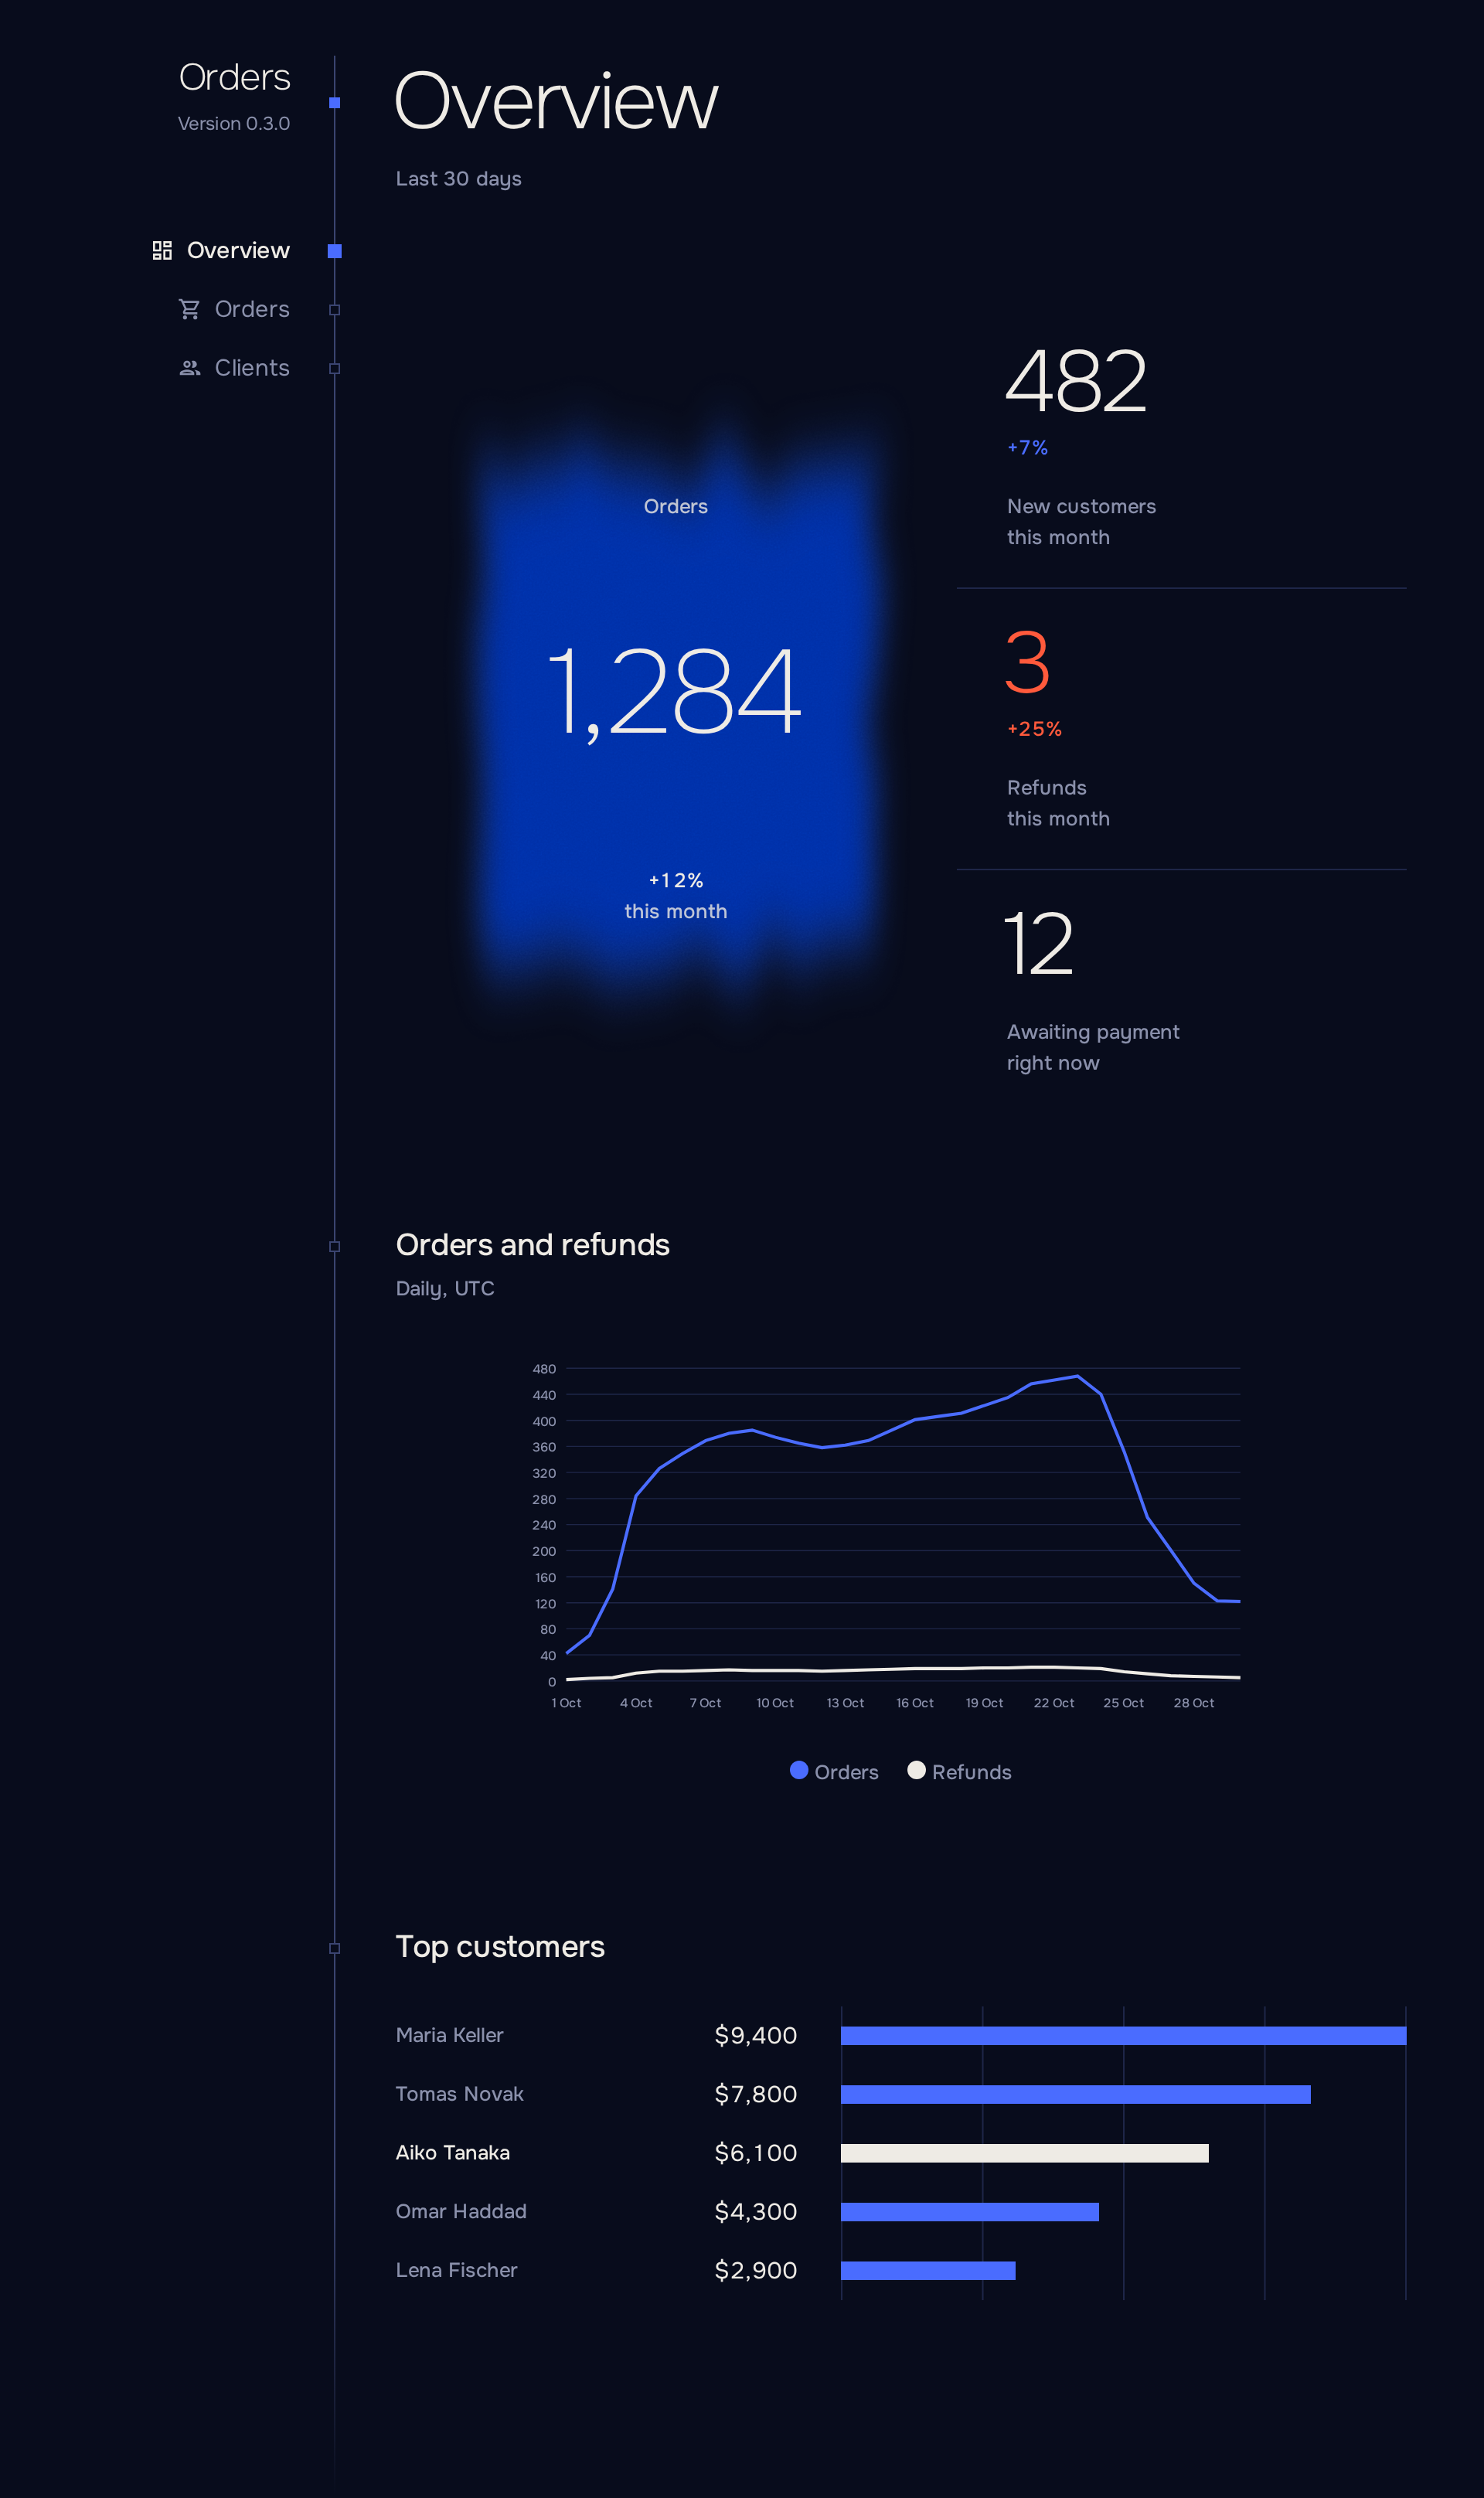 Orders
Version 0.3.0
Overview
Orders
Clients
Overview
Last 30 days
Orders
1,284
+12%
this month
482
+7%
New customers
this month
3
+25%
Refunds
this month
12
Awaiting payment
right now
Orders and refunds
Daily, UTC
480
440
400
360
320
280
240
200
160
120
80
40
0
1 Oct 4 Oct 7 Oct 10 Oct 13 Oct 16 Oct 19 Oct 22 Oct 25 Oct 28 Oct
Orders Refunds
Top customers
Maria Keller $9,400
Tomas Novak $7,800
Aiko Tanaka $6,100
Omar Haddad $4,300
Lena Fischer $2,900